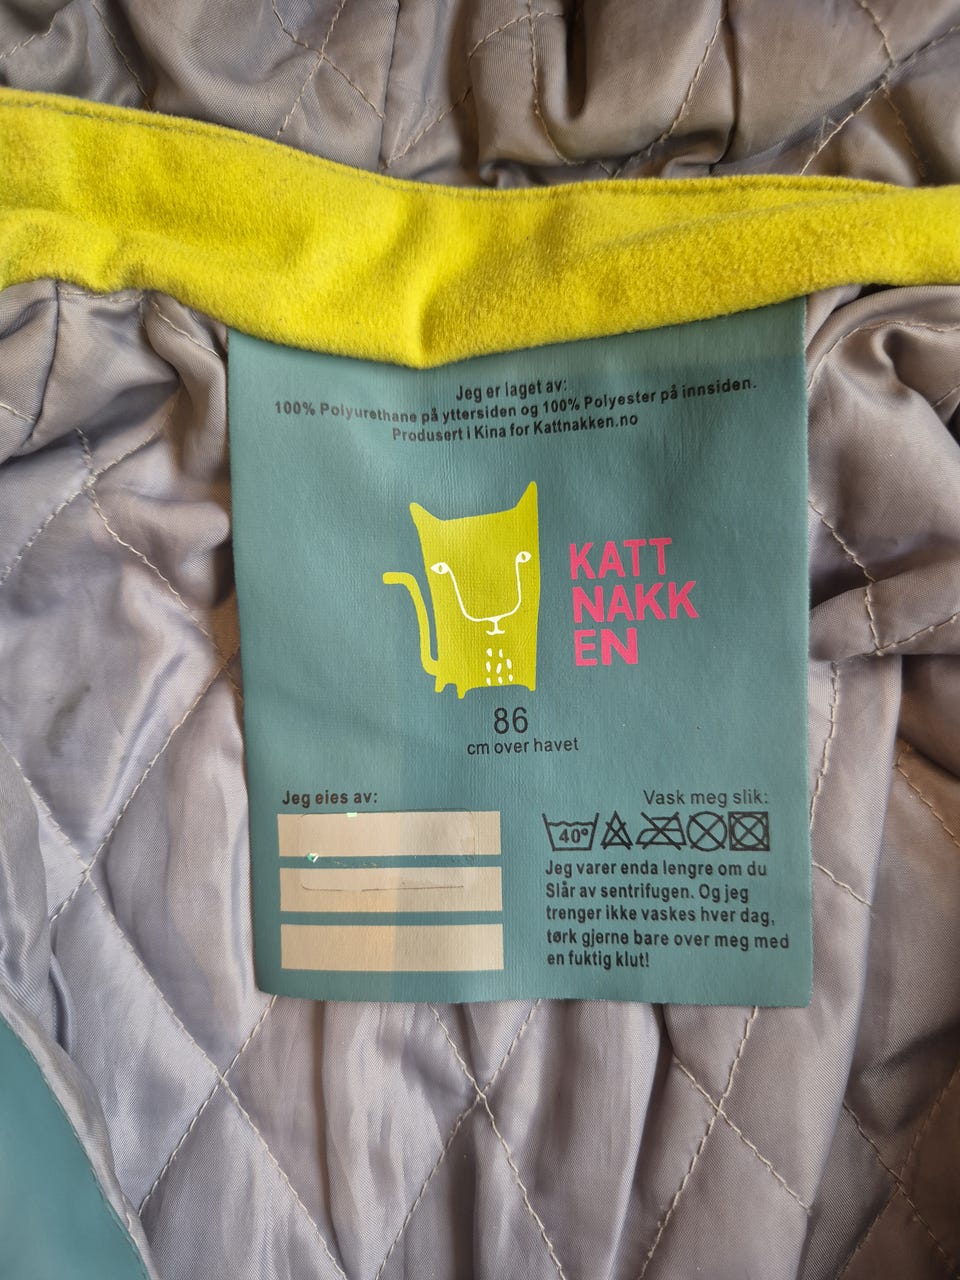 Jeg er laget av:
100% Polyurethane på yttersiden og 100% Polyester på innsiden.
Produsert i Kina for Kattnakken.no
KATT
NAKK
EN
86
cm over havet
Jeg eies av:
Vask meg slik:
40°
Jeg varer enda lengre om du
Slår av sentrifugen. Og jeg
trenger ikke vaskes hver dag,
tørk gjerne bare over meg med
en fuktig klut!